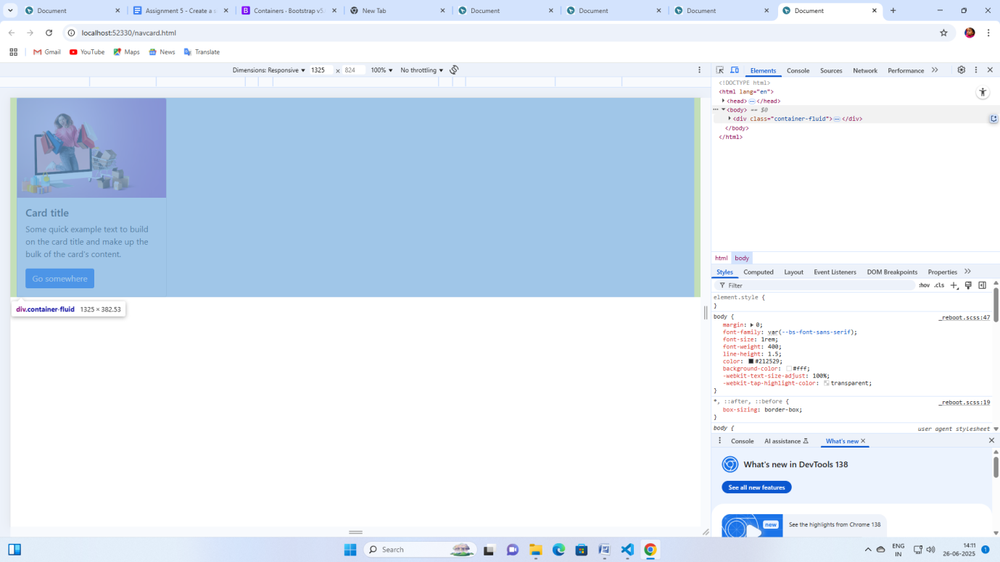 Document
Assignment 5 - Create a s
Containers · Bootstrap v5.
New Tab
Document
Document
Document
Document
localhost:52330/navcard.html
Gmail
YouTube
Maps
News
Translate
Dimensions: Responsive
1325
×
824
100%
No throttling
Elements
Console
Sources
Network
Performance
<!DOCTYPE html>
<html lang="en">
<head>
</head>
<body> == $0
<div class="container-fluid">
</div>
</body>
</html>
Card title
Some quick example text to build
on the card title and make up the
bulk of the card's content.
Go somewhere
div.container-fluid 1325 × 382.53
html body
Styles
Computed
Layout
Event Listeners
DOM Breakpoints
Properties
Filter
:hov .cls
element.style {
}
body {
_reboot.scss:47
margin: 0;
font-family: var(--bs-font-sans-serif);
font-size: 1rem;
font-weight: 400;
line-height: 1.5;
color: #212529;
background-color: #fff;
-webkit-text-size-adjust: 100%;
-webkit-tap-highlight-color: transparent;
}
*, ::after, ::before {
_reboot.scss:19
box-sizing: border-box;
}
body {
user agent stylesheet
Console
AI assistance
What's new
What's new in DevTools 138
See all new features
new
See the highlights from Chrome 138
Search
ENG
IN
14:11
26-06-2025
1